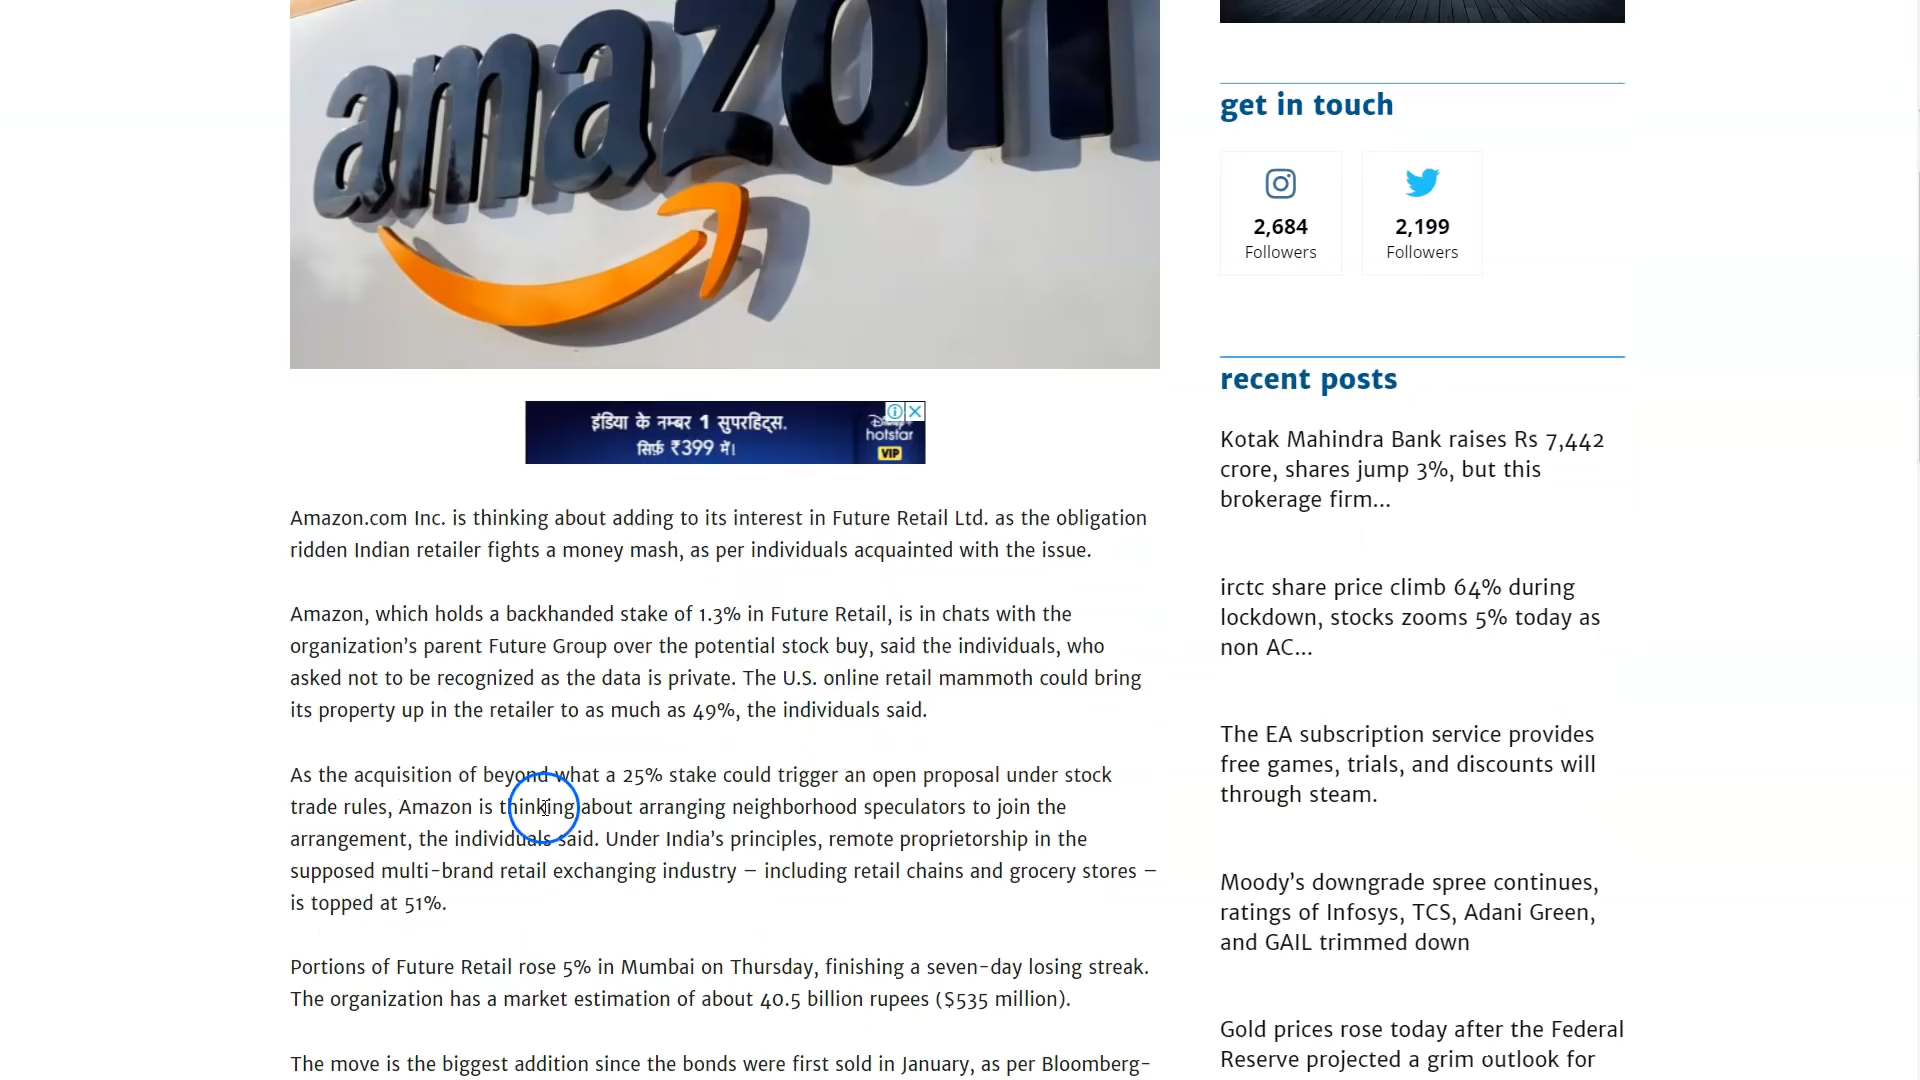 amazon
इंडिया के नम्बर 1 सुपरहिट्स.
सिर्फ़ ₹399 में!
Disney+
hotstar
VIP
Amazon.com Inc. is thinking about adding to its interest in Future Retail Ltd. as the obligation
ridden Indian retailer fights a money mash, as per individuals acquainted with the issue.
Amazon, which holds a backhanded stake of 1.3% in Future Retail, is in chats with the
organization’s parent Future Group over the potential stock buy, said the individuals, who
asked not to be recognized as the data is private. The U.S. online retail mammoth could bring
its property up in the retailer to as much as 49%, the individuals said.
As the acquisition of beyond what a 25% stake could trigger an open proposal under stock
trade rules, Amazon is thinking about arranging neighborhood speculators to join the
arrangement, the individuals said. Under India’s principles, remote proprietorship in the
supposed multi-brand retail exchanging industry – including retail chains and grocery stores –
is topped at 51%.
Portions of Future Retail rose 5% in Mumbai on Thursday, finishing a seven-day losing streak.
The organization has a market estimation of about 40.5 billion rupees ($535 million).
The move is the biggest addition since the bonds were first sold in January, as per Bloomberg-
get in touch
2,684
Followers
2,199
Followers
recent posts
Kotak Mahindra Bank raises Rs 7,442
crore, shares jump 3%, but this
brokerage firm...
irctc share price climb 64% during
lockdown, stocks zooms 5% today as
non AC...
The EA subscription service provides
free games, trials, and discounts will
through steam.
Moody’s downgrade spree continues,
ratings of Infosys, TCS, Adani Green,
and GAIL trimmed down
Gold prices rose today after the Federal
Reserve projected a grim outlook for